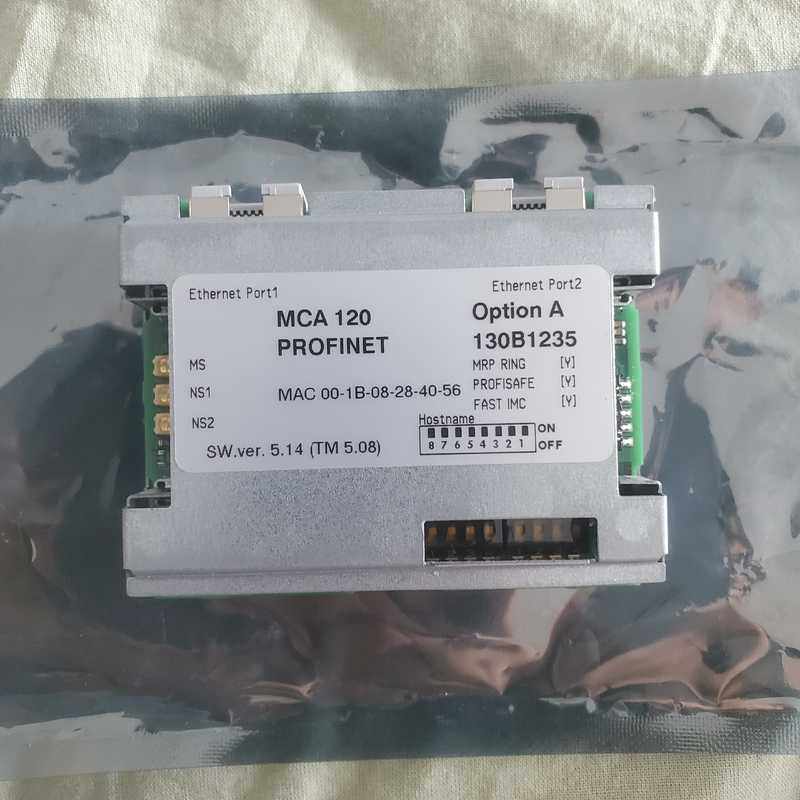 Ethernet Port1
Ethernet Port2
MCA 120
Option A
PROFINET
130B1235
MS
MRP RING [Y]
NS1
MAC 00-1B-08-28-40-56
PROFISAFE [Y]
FAST IMC [Y]
NS2
Hostname
ON
8 7 6 5 4 3 2 1
OFF
SW.ver. 5.14 (TM 5.08)